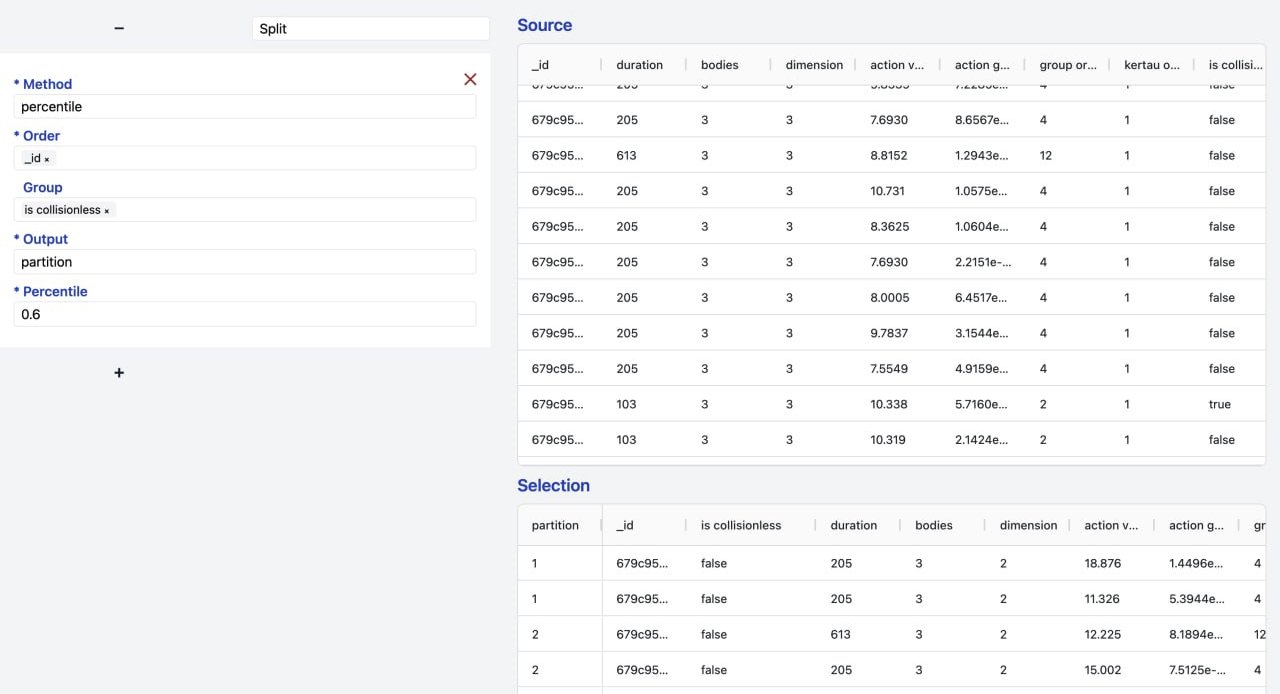 −
Split
* Method
percentile
* Order
_id ×
Group
is collisionless ×
* Output
partition
* Percentile
0.6
+
Source
_id duration bodies dimension action v... action g... group or... kertau o... is collisi...
679c95... 205 3 3 7.6930 8.6567e... 4 1 false
679c95... 613 3 3 8.8152 1.2943e... 12 1 false
679c95... 205 3 3 10.731 1.0575e... 4 1 false
679c95... 205 3 3 8.3625 1.0604e... 4 1 false
679c95... 205 3 3 7.6930 2.2151e-... 4 1 false
679c95... 205 3 3 8.0005 6.4517e... 4 1 false
679c95... 205 3 3 9.7837 3.1544e... 4 1 false
679c95... 205 3 3 7.5549 4.9159e... 4 1 false
679c95... 103 3 3 10.338 5.7160e... 2 1 true
679c95... 103 3 3 10.319 2.1424e... 2 1 false
Selection
partition _id is collisionless duration bodies dimension action v... action g... gr
1 679c95... false 205 3 2 18.876 1.4496e... 4
1 679c95... false 205 3 2 11.326 5.3944e... 4
2 679c95... false 613 3 2 12.225 8.1894e... 12
2 679c95... false 205 3 2 15.002 7.5125e-... 4